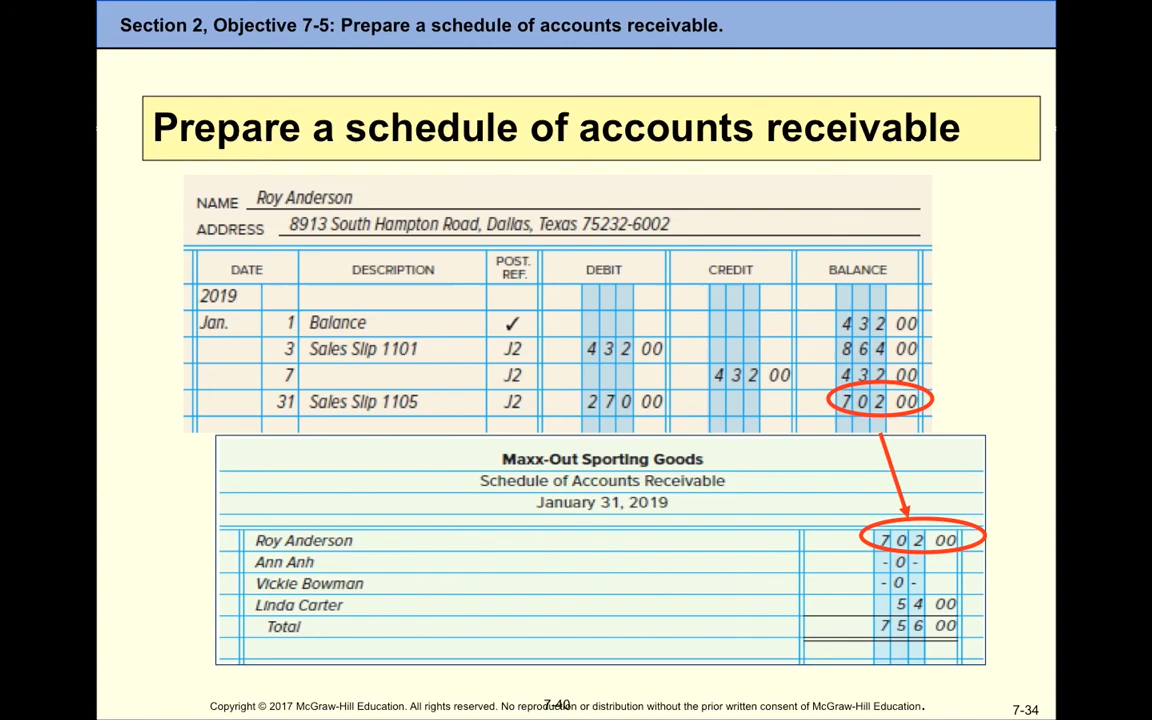 Section 2, Objective 7-5: Prepare a schedule of accounts receivable.
Prepare a schedule of accounts receivable
NAME Roy Anderson
ADDRESS 8913 South Hampton Road, Dallas, Texas 75232-6002
DATE DESCRIPTION POST. REF. DEBIT CREDIT BALANCE
2019
Jan. 1 Balance ✓ 432 00
3 Sales Slip 1101 J2 432 00 864 00
7 J2 432 00 432 00
31 Sales Slip 1105 J2 270 00 702 00
Maxx-Out Sporting Goods
Schedule of Accounts Receivable
January 31, 2019
Roy Anderson 702 00
Ann Anh -0-
Vickie Bowman -0-
Linda Carter 54 00
Total 756 00
7-40
Copyright © 2017 McGraw-Hill Education. All rights reserved. No reproduction or distribution without the prior written consent of McGraw-Hill Education.
7-34